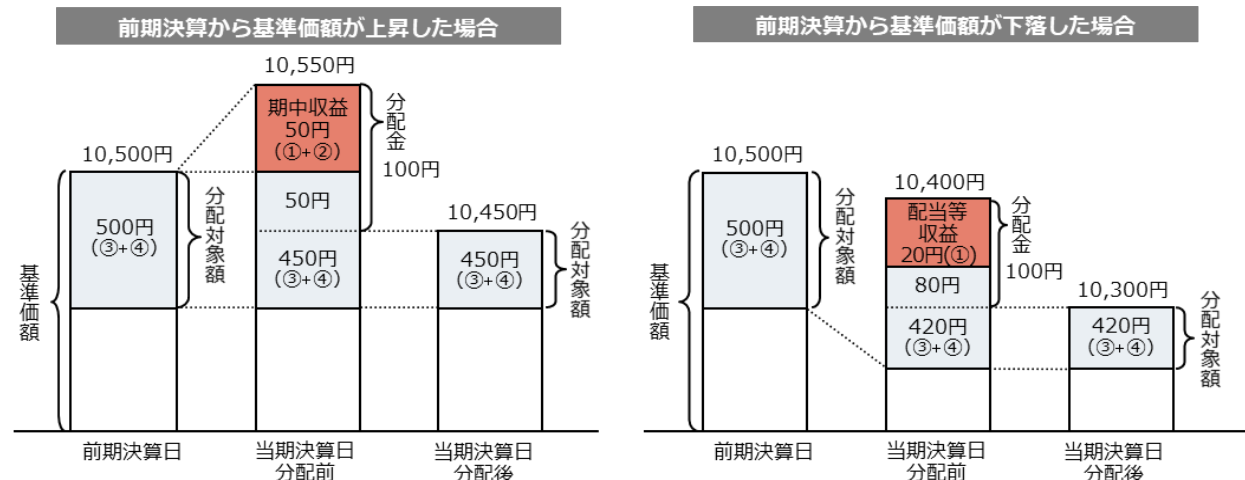 前期決算から基準価額が上昇した場合
10,550円
期中収益
50円
(①+②)
分配金
100円
10,500円
500円
(③+④)
分配対象額
50円
10,450円
450円
(③+④)
450円
(③+④)
分配対象額
基準価額
前期決算日
当期決算日
分配前
当期決算日
分配後
前期決算から基準価額が下落した場合
10,500円
500円
(③+④)
分配対象額
10,400円
配当等
収益
20円(①)
分配金
100円
80円
10,300円
420円
(③+④)
420円
(③+④)
分配対象額
基準価額
前期決算日
当期決算日
分配前
当期決算日
分配後